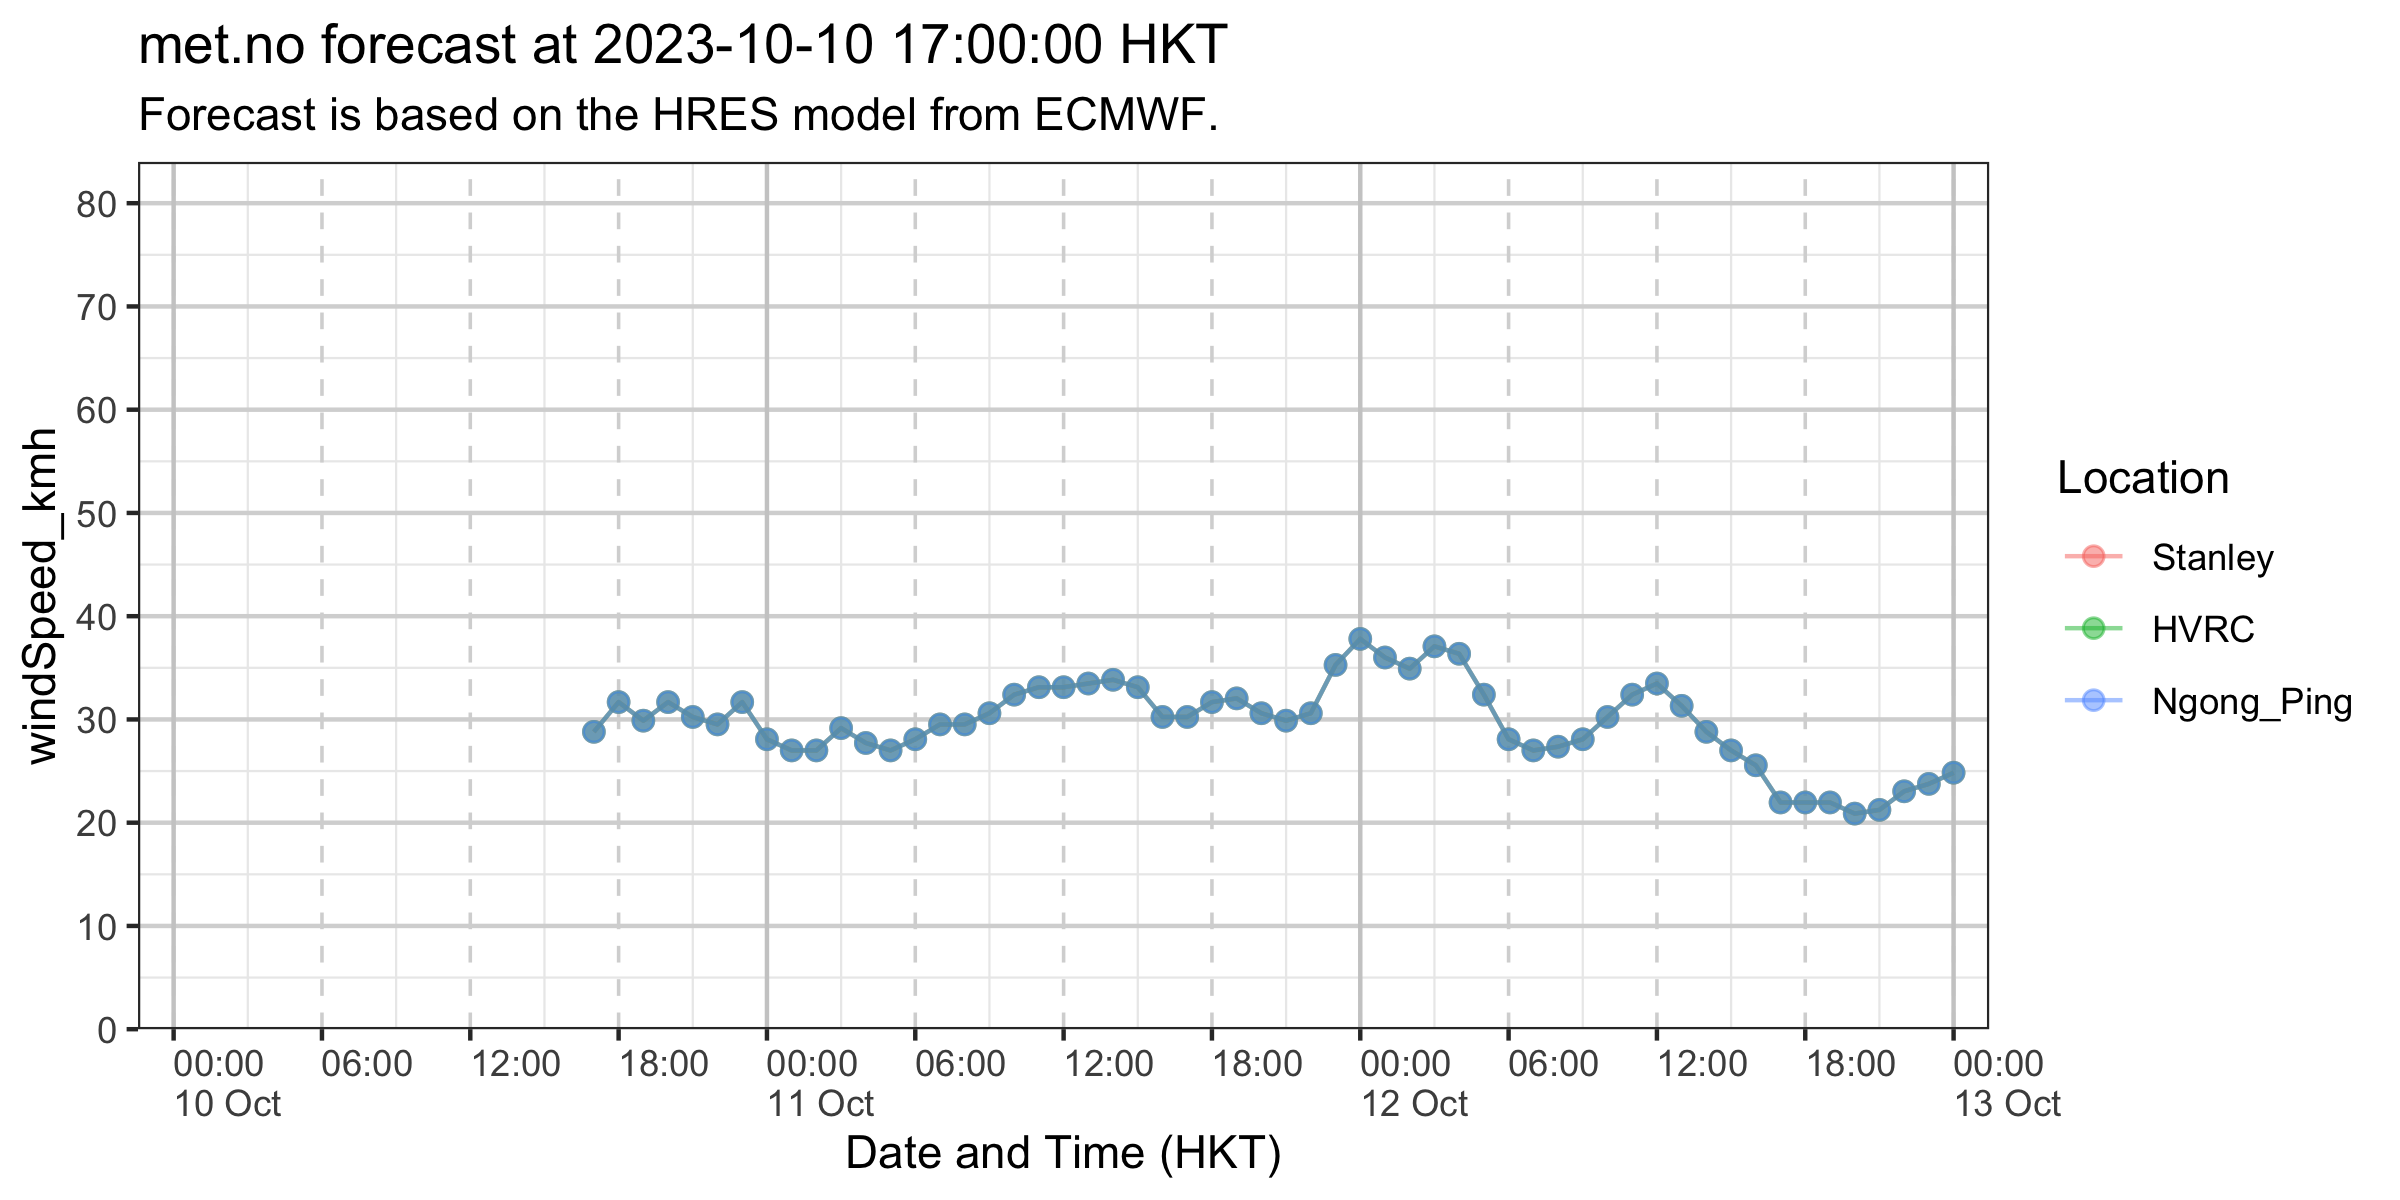 met.no forecast at 2023-10-10 17:00:00 HKT
Forecast is based on the HRES model from ECMWF.
windSpeed_kmh
80
70
60
50
40
30
20
10
0
00:00 06:00 12:00 18:00 00:00 06:00 12:00 18:00 00:00 06:00 12:00 18:00 00:00
10 Oct 11 Oct 12 Oct 13 Oct
Date and Time (HKT)
Location
Stanley
HVRC
Ngong_Ping